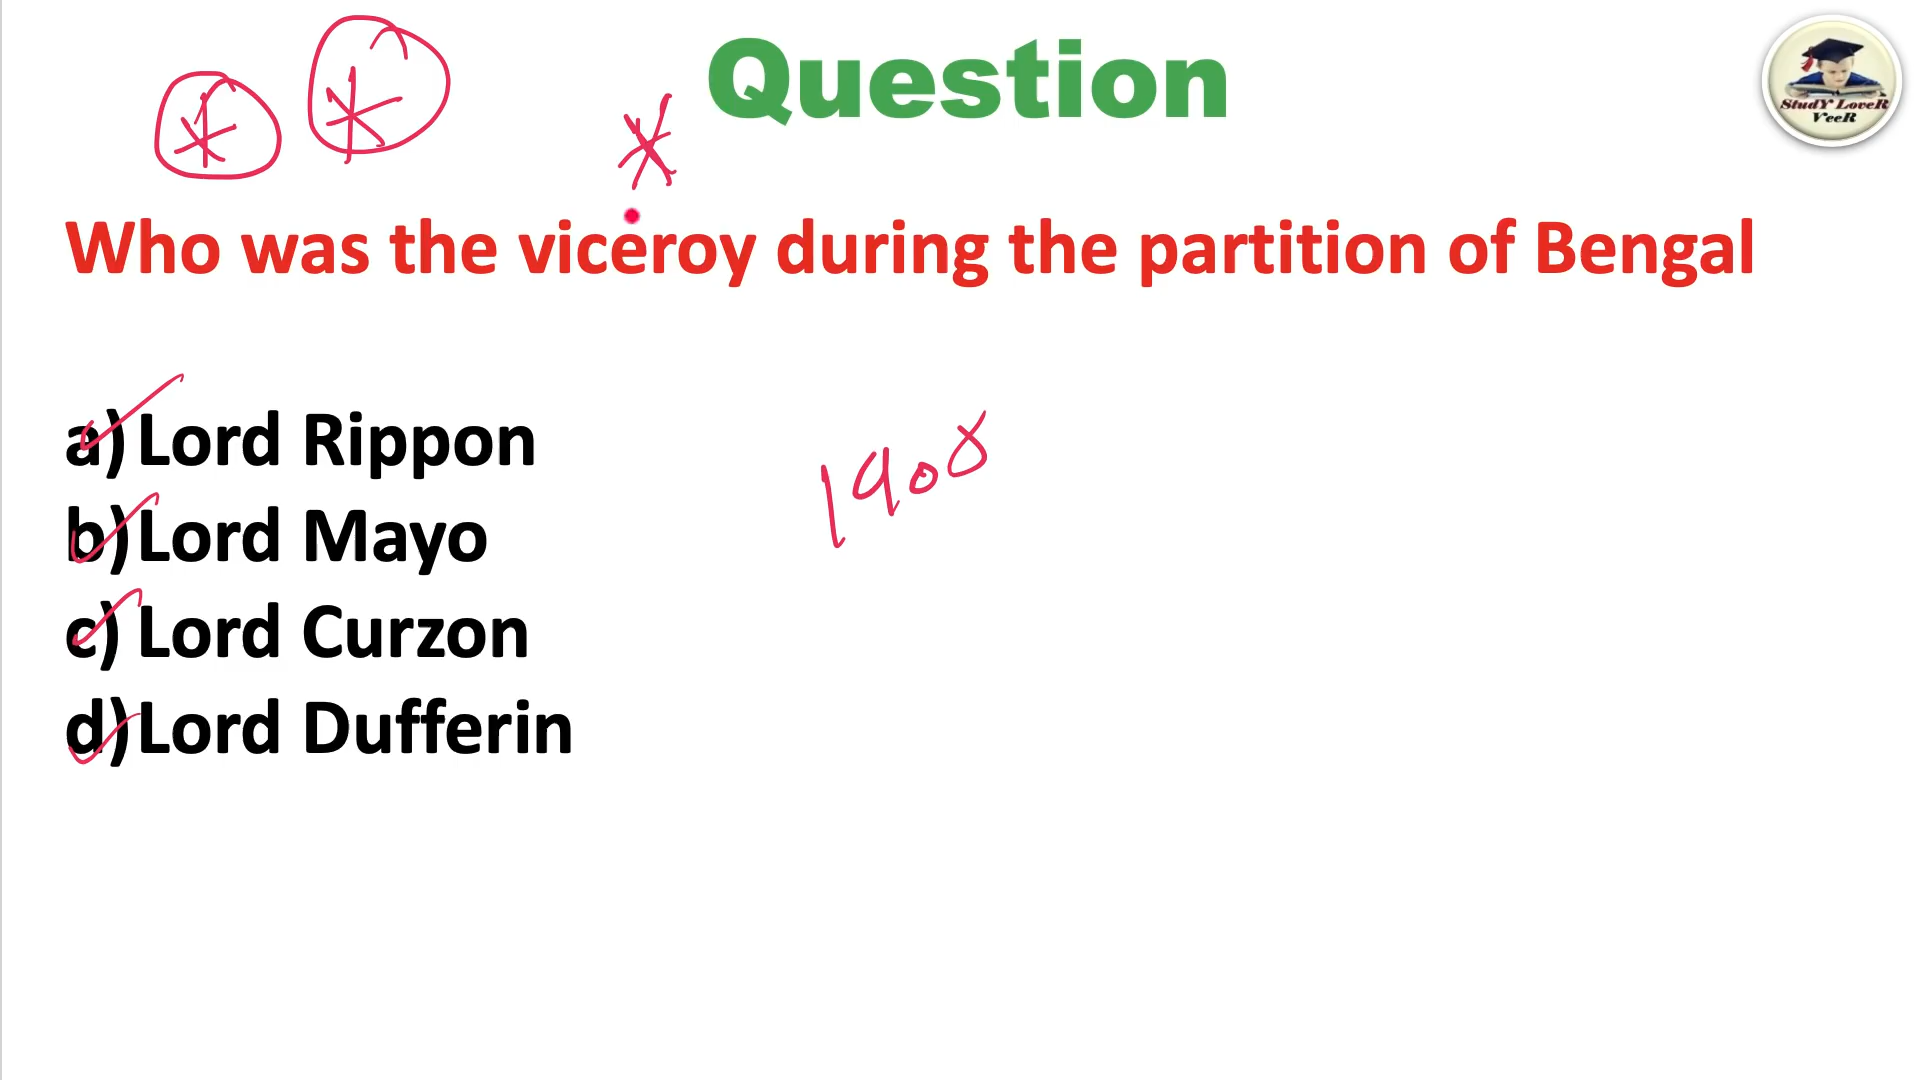 Question
StudY LoveR
VeeR
Who was the viceroy during the partition of Bengal
a) Lord Rippon
b) Lord Mayo
c) Lord Curzon
d) Lord Dufferin